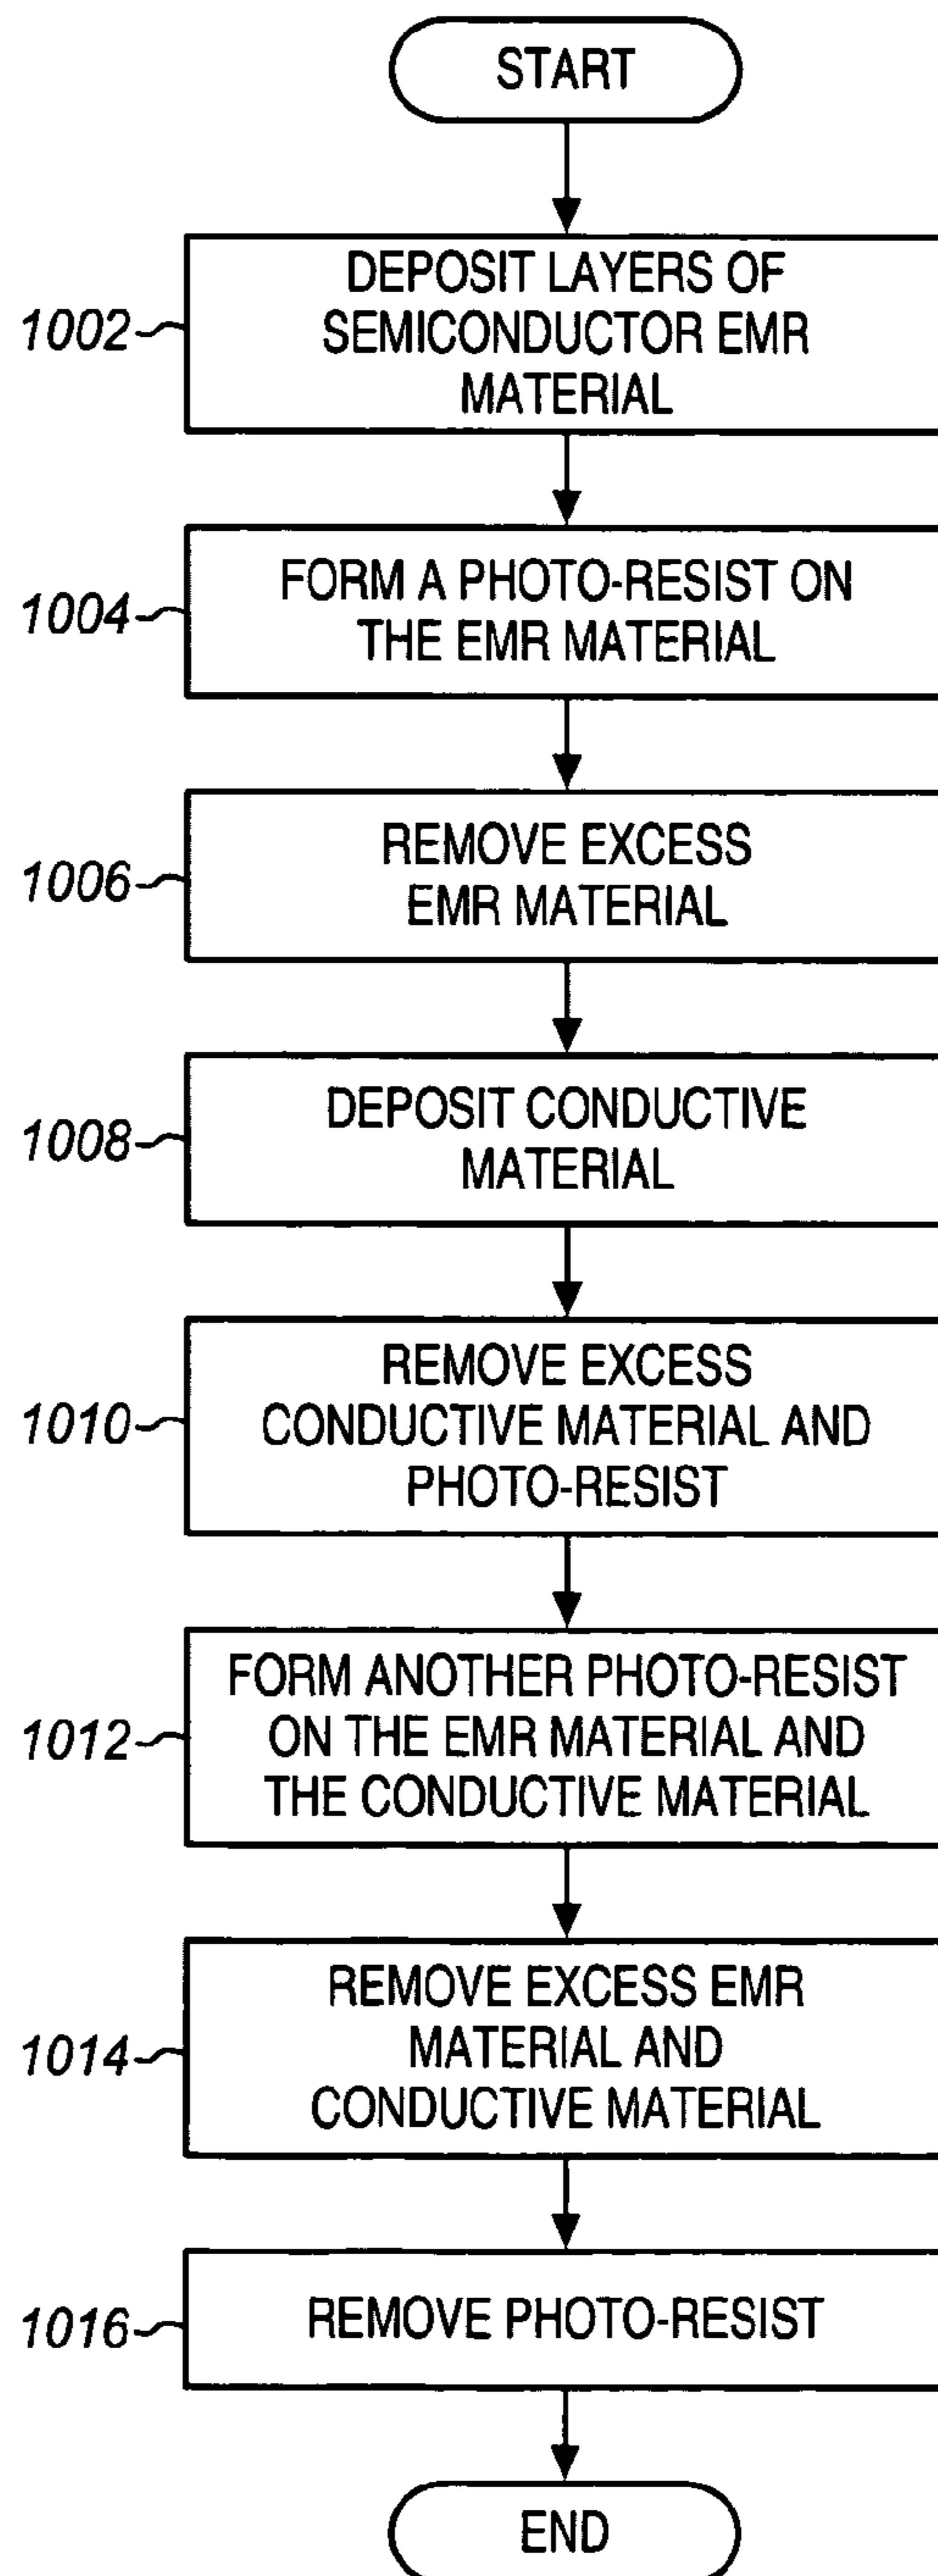 START
1002
DEPOSIT LAYERS OF
SEMICONDUCTOR EMR
MATERIAL
1004
FORM A PHOTO-RESIST ON
THE EMR MATERIAL
1006
REMOVE EXCESS
EMR MATERIAL
1008
DEPOSIT CONDUCTIVE
MATERIAL
1010
REMOVE EXCESS
CONDUCTIVE MATERIAL AND
PHOTO-RESIST
1012
FORM ANOTHER PHOTO-RESIST
ON THE EMR MATERIAL AND
THE CONDUCTIVE MATERIAL
1014
REMOVE EXCESS EMR
MATERIAL AND
CONDUCTIVE MATERIAL
1016
REMOVE PHOTO-RESIST
END